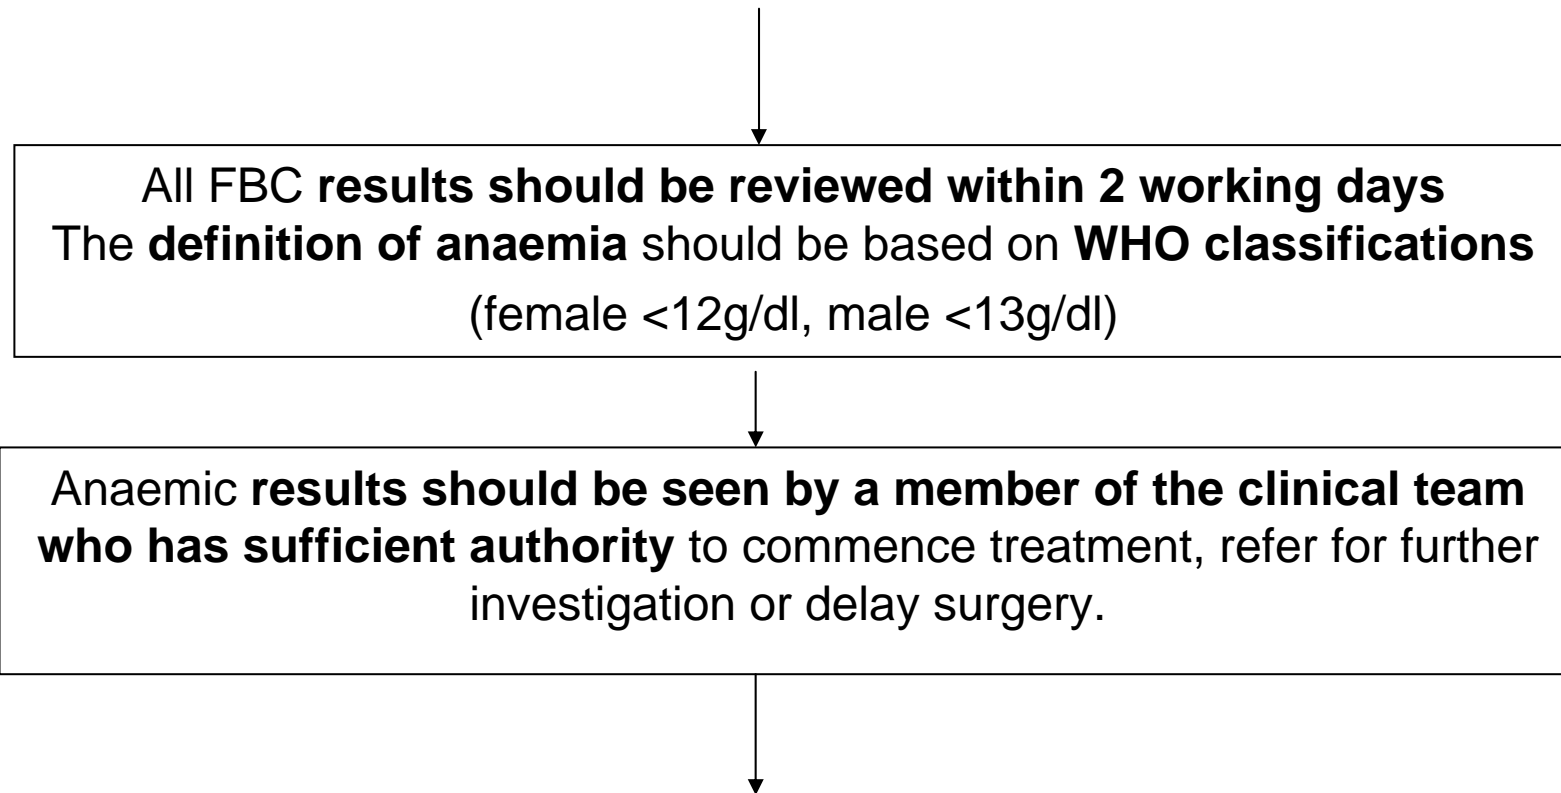 All FBC results should be reviewed within 2 working days
The definition of anaemia should be based on WHO classifications
(female <12g/dl, male <13g/dl)
Anaemic results should be seen by a member of the clinical team
who has sufficient authority to commence treatment, refer for further
investigation or delay surgery.